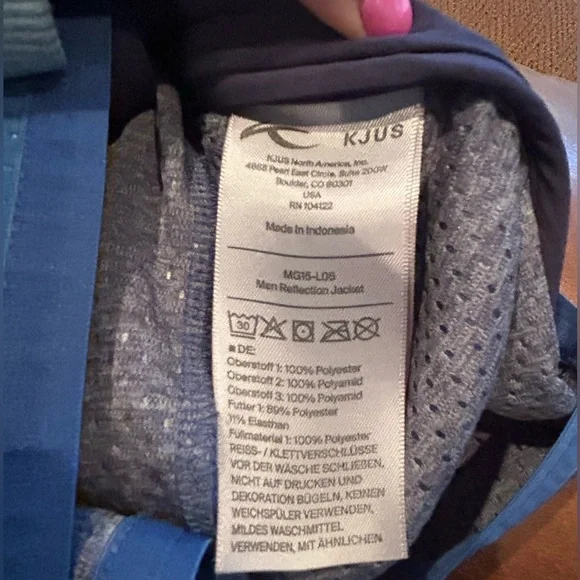 KJUS
KJUS North America, Inc.
4868 Pearl East Circle, Suite 200W
Boulder, CO 80301
USA
RN 104122
Made in Indonesia
MG15-L05
Men Reflection Jacket
30
DE:
Oberstoff 1: 100% Polyester
Oberstoff 2: 100% Polyamid
Oberstoff 3: 100% Polyamid
Futter 1: 89% Polyester
11% Elasthan
Füllmaterial 1: 100% Polyester
REISS- / KLETTVERSCHLÜSSE
VOR DER WÄSCHE SCHLIEßEN,
NICHT AUF DRUCKEN UND
DEKORATION BÜGELN, KEINEN
WEICHSPÜLER VERWENDEN,
MILDES WASCHMITTEL
VERWENDEN, MIT ÄHNLICHEN